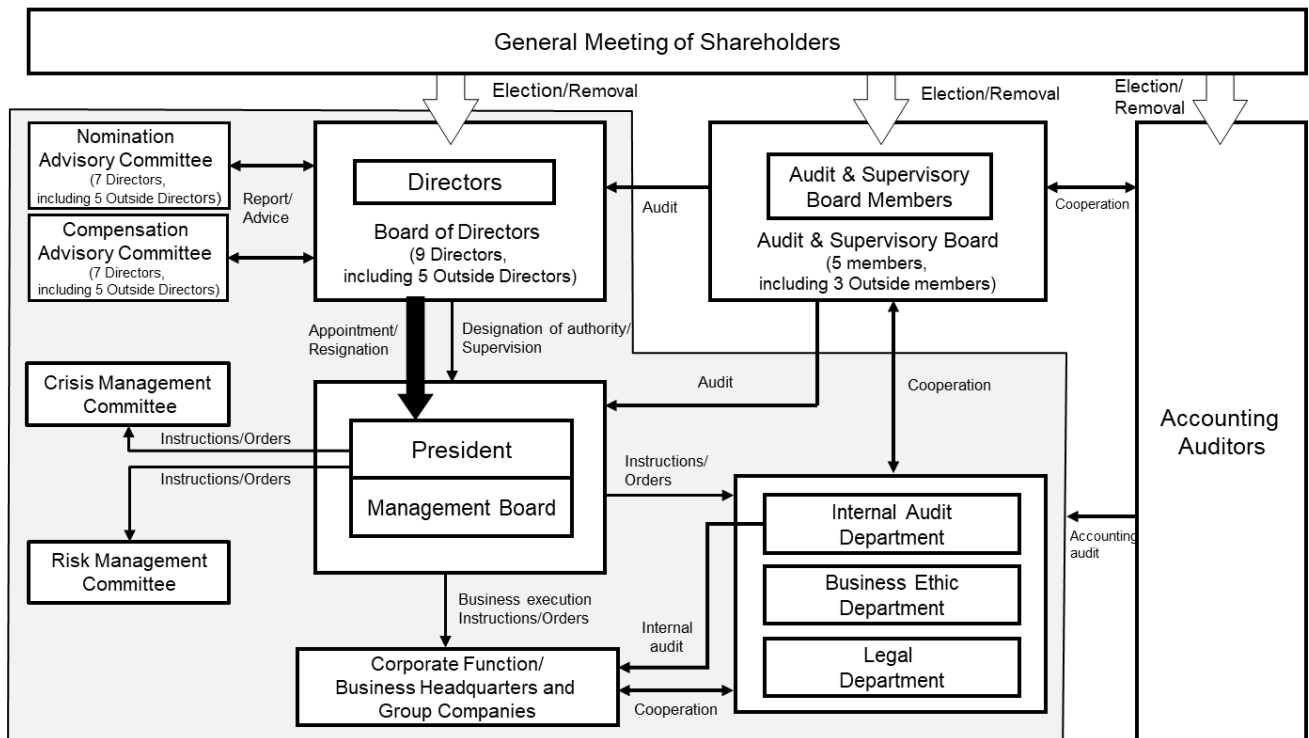 General Meeting of Shareholders
Election/Removal
Election/Removal
Election/
Removal
Nomination
Advisory Committee
(7 Directors,
including 5 Outside Directors)
Report/
Advice
Compensation
Advisory Committee
(7 Directors,
including 5 Outside Directors)
Directors
Board of Directors
(9 Directors,
including 5 Outside Directors)
Audit
Audit & Supervisory
Board Members
Audit & Supervisory Board
(5 members,
including 3 Outside members)
Cooperation
Appointment/
Resignation
Designation of authority/
Supervision
Audit
Cooperation
Crisis Management
Committee
Instructions/Orders
Instructions/Orders
Risk Management
Committee
President
Management Board
Instructions/
Orders
Internal Audit
Department
Business Ethic
Department
Legal
Department
Accounting
Auditors
Accounting
audit
Business execution
Instructions/Orders
Internal
audit
Corporate Function/
Business Headquarters and
Group Companies
Cooperation